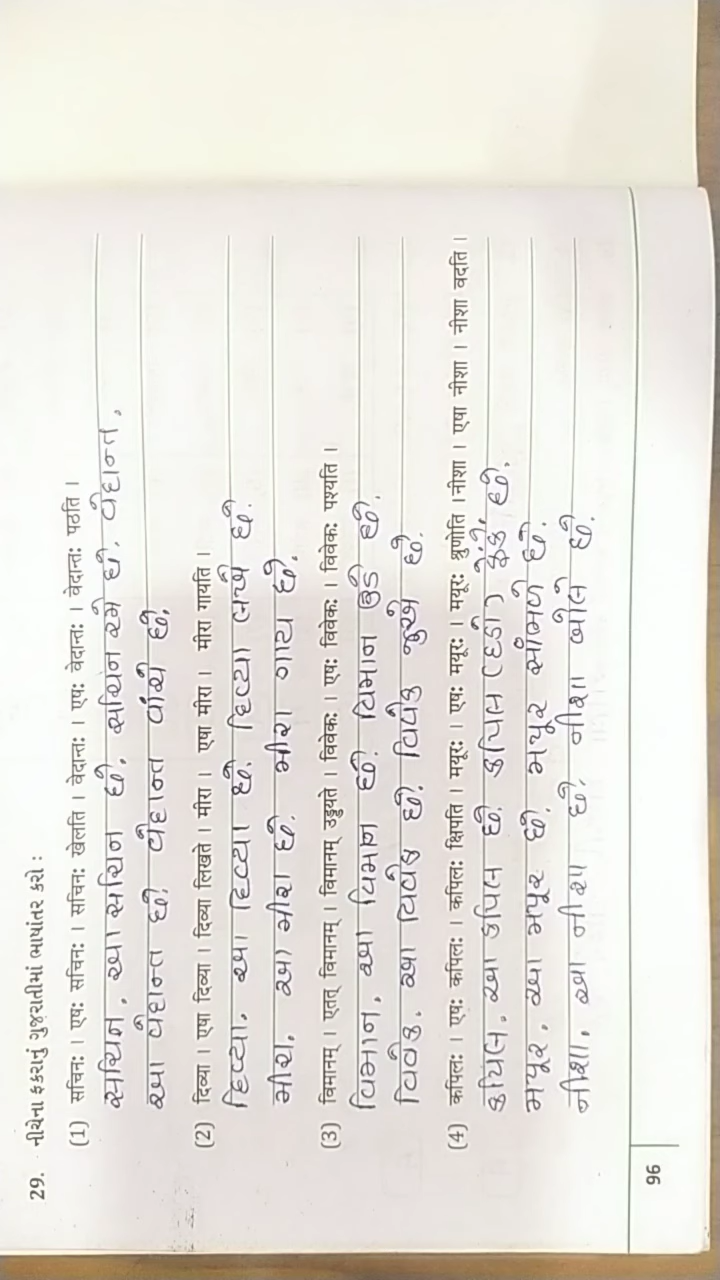 29. નીચેના ફકરાનું ગુજરાતીમાં ભાષાંતર કરો :
(1) सचिनः । एषः सचिनः । सचिनः खेलति । वेदान्तः । एषः वेदान्तः । वेदान्तः पठति ।
સચિન, આ સચિન છે. સચિન રમે છે. વેદાન્ત,
આ વેદાન્ત છે. વેદાન્ત વાંચે છે.
(2) दिव्या । एषा दिव्या । दिव्या लिखते । मीरा । एषा मीरा । मीरा गायति ।
દિવ્યા. આ દિવ્યા છે. દિવ્યા લખે છે.
મીરા. આ મીરા છે. મીરા ગાય છે.
(3) विमानम् । एतत् विमानम् । विमानम् उड्डयते । विवेकः । एषः विवेकः । विवेकः पश्यति ।
વિમાન, આ વિમાન છે. વિમાન ઉડે છે.
વિવેક. આ વિવેક છે. વિવેક જુએ છે.
(4) कपिलः । एषः कपिलः । कपिलः क्षिपति । मयूरः । एषः मयूरः । मयूरः श्रुणोति । नीशा । एषा नीशा । नीशा वदति ।
કપિલ. આ કપિલ છે. કપિલ (દડો) ફેંકે છે.
મયૂર, આ મયૂર છે. મયૂર સાંભળે છે.
નીશા. આ નીશા છે. નીશા બોલે છે.
96